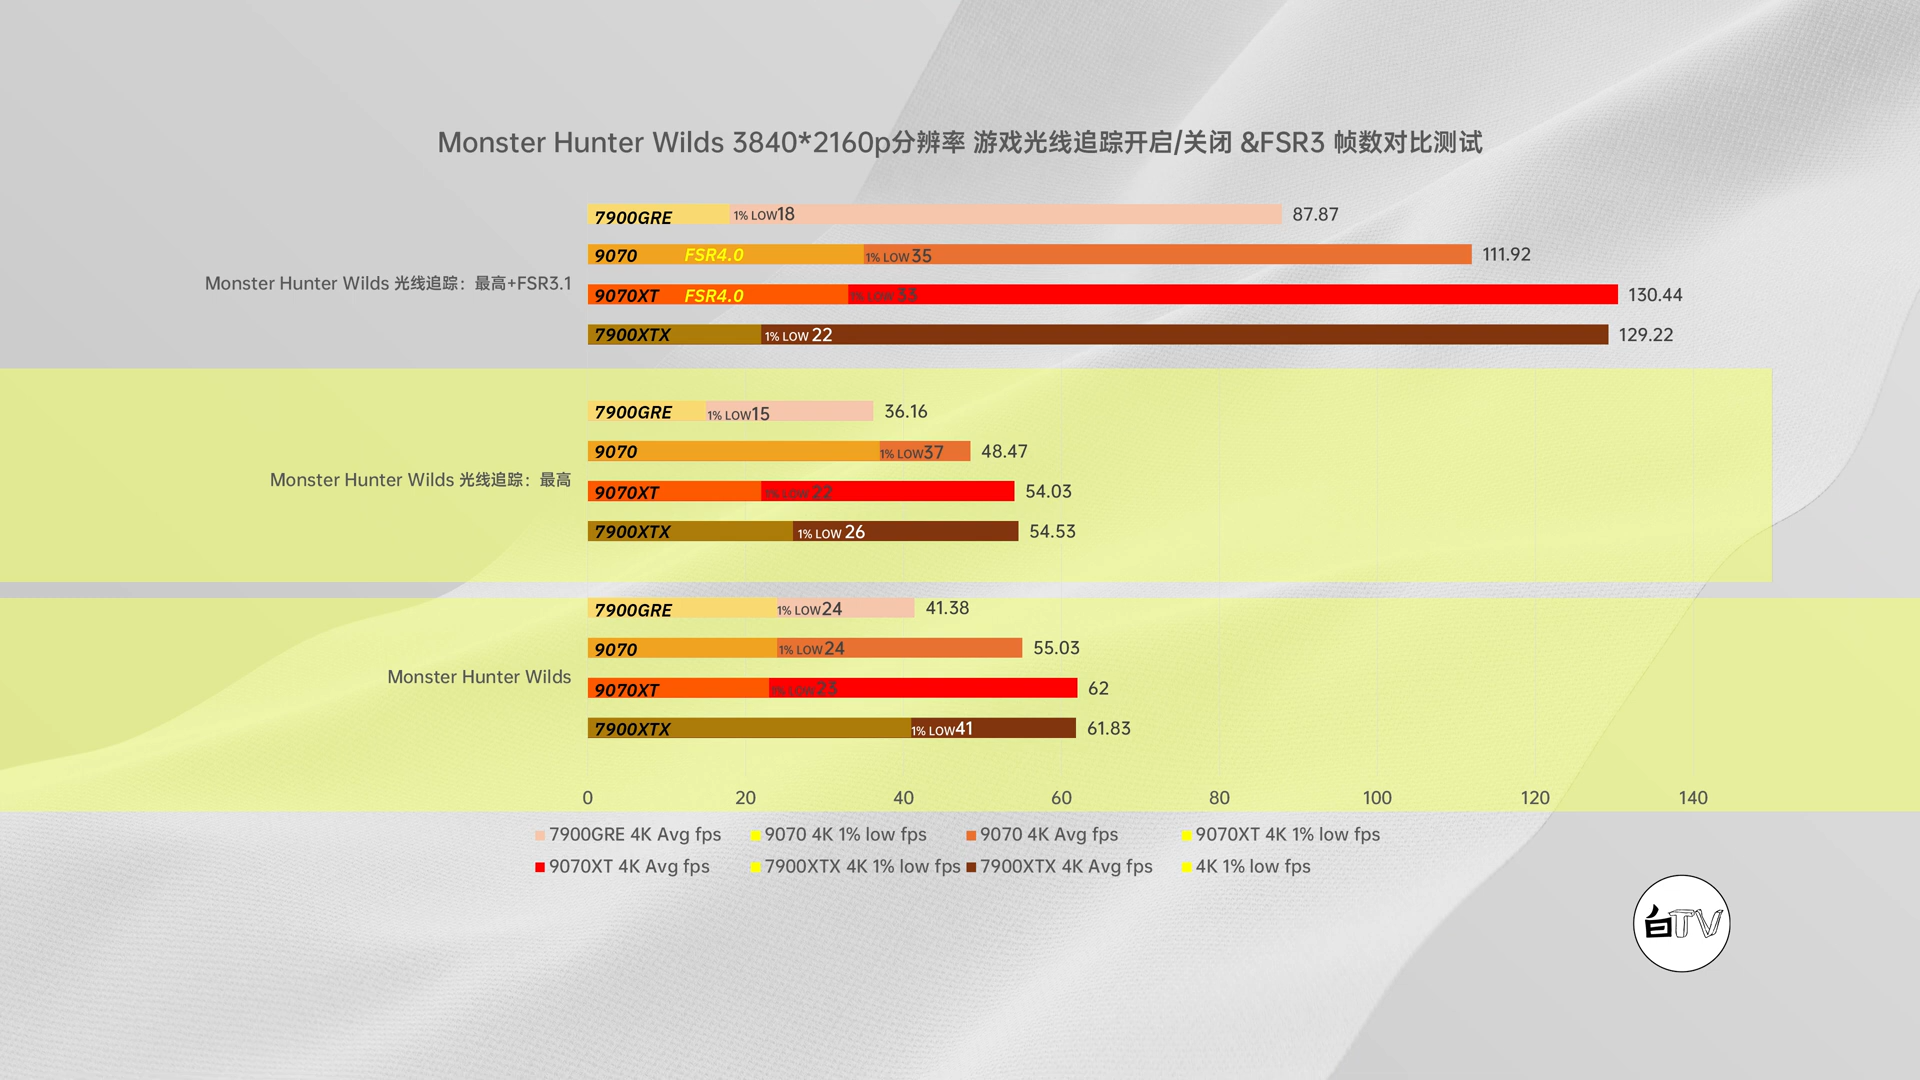 Monster Hunter Wilds 3840*2160p分辨率 游戏光线追踪开启/关闭 &FSR3 帧数对比测试
Monster Hunter Wilds 光线追踪：最高+FSR3.1
7900GRE 1% LOW18 87.87
9070 FSR4.0 1% LOW 35 111.92
9070XT FSR4.0 1% LOW 33 130.44
7900XTX 1% LOW 22 129.22
Monster Hunter Wilds 光线追踪：最高
7900GRE 1% LOW15 36.16
9070 1% LOW37 48.47
9070XT 1% LOW 22 54.03
7900XTX 1% LOW 26 54.53
Monster Hunter Wilds
7900GRE 1% LOW24 41.38
9070 1% LOW24 55.03
9070XT 1% LOW 23 62
7900XTX 1% LOW41 61.83
0 20 40 60 80 100 120 140
7900GRE 4K Avg fps 9070 4K 1% low fps 9070 4K Avg fps 9070XT 4K 1% low fps
9070XT 4K Avg fps 7900XTX 4K 1% low fps 7900XTX 4K Avg fps 4K 1% low fps
白TV